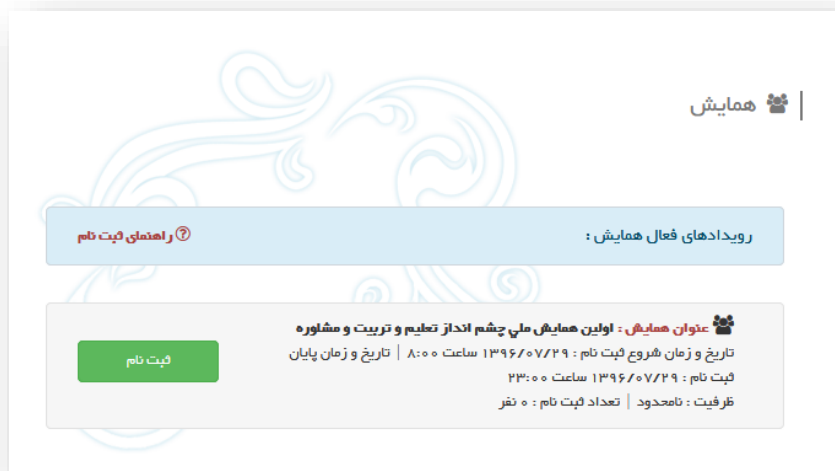 همایش
رویدادهای فعال همایش :
راهنمای ثبت نام
عنوان همایش : اولین همایش ملي چشم انداز تعلیم و تربیت و مشاوره
تاریخ و زمان شروع ثبت نام : ۱۳۹۶/۰۷/۲۹ ساعت ۸:۰۰ | تاریخ و زمان پایان
ثبت نام : ۱۳۹۶/۰۷/۲۹ ساعت ۲۳:۰۰
ظرفیت : نامحدود | تعداد ثبت نام : ۰ نفر
ثبت نام